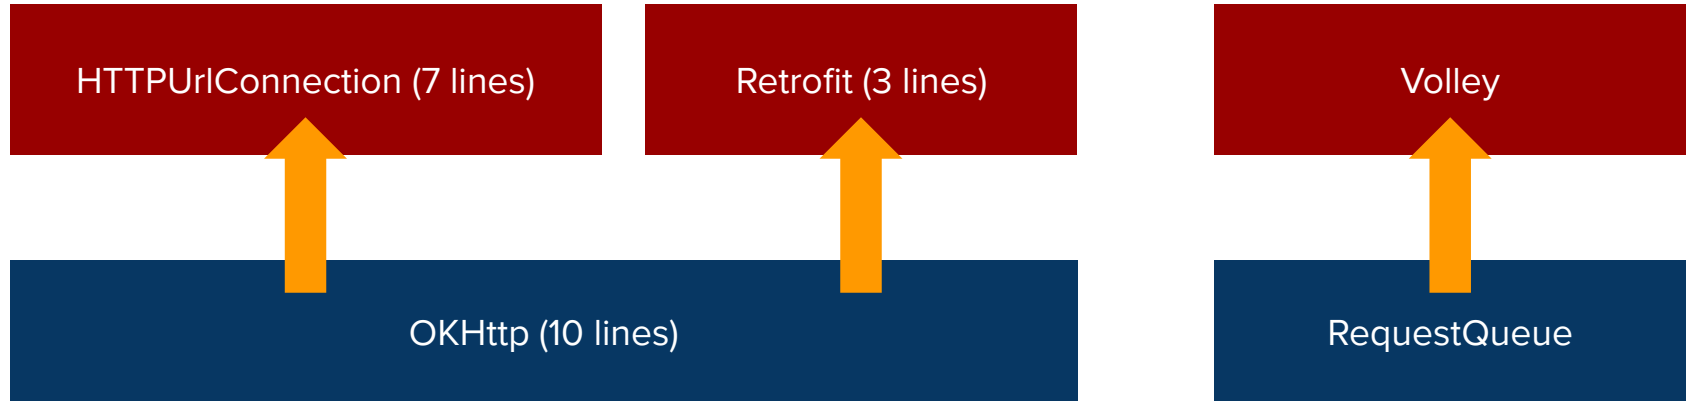 HTTPUrlConnection (7 lines)
Retrofit (3 lines)
Volley
OKHttp (10 lines)
RequestQueue